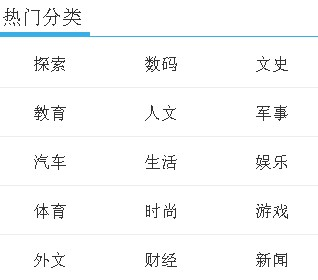 热门分类
探索 数码 文史
教育 人文 军事
汽车 生活 娱乐
体育 时尚 游戏
外文 财经 新闻